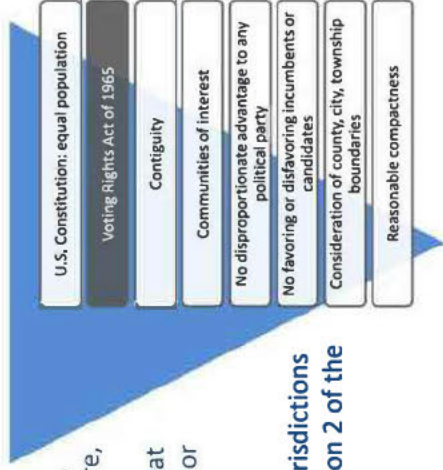 U.S. Constitution: equal population
Voting Rights Act of 1965
Contiguity
Communities of interest
No disproportionate advantage to any
political party
No favoring or disfavoring incumbents or
candidates
Consideration of county, city, township
boundaries
Reasonable compactness
re,
at
or
risdictions
on 2 of the